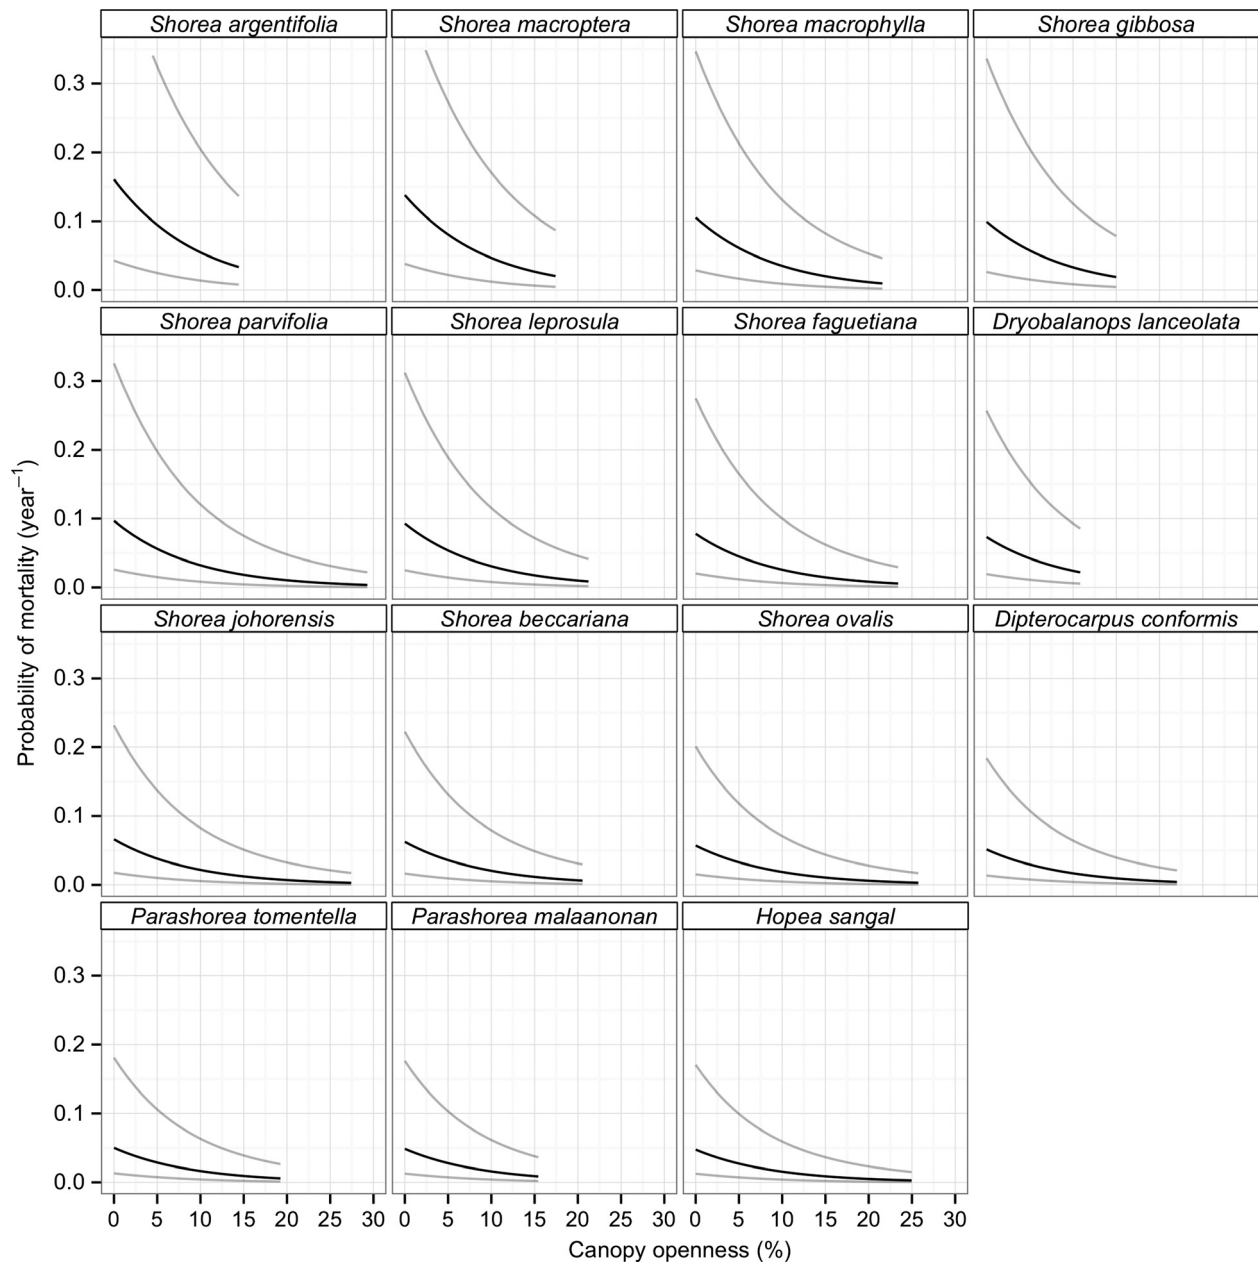 Shorea argentifolia
Shorea macroptera
Shorea macrophylla
Shorea gibbosa
0.3
0.2
0.1
0.0
Shorea parvifolia
Shorea leprosula
Shorea faguetiana
Dryobalanops lanceolata
0.3
0.2
0.1
0.0
Probability of mortality (year⁻¹)
Shorea johorensis
Shorea beccariana
Shorea ovalis
Dipterocarpus conformis
0.3
0.2
0.1
0.0
Parashorea tomentella
Parashorea malaanonan
Hopea sangal
0.3
0.2
0.1
0.0
0 5 10 15 20 25 30
0 5 10 15 20 25 30
0 5 10 15 20 25 30
Canopy openness (%)